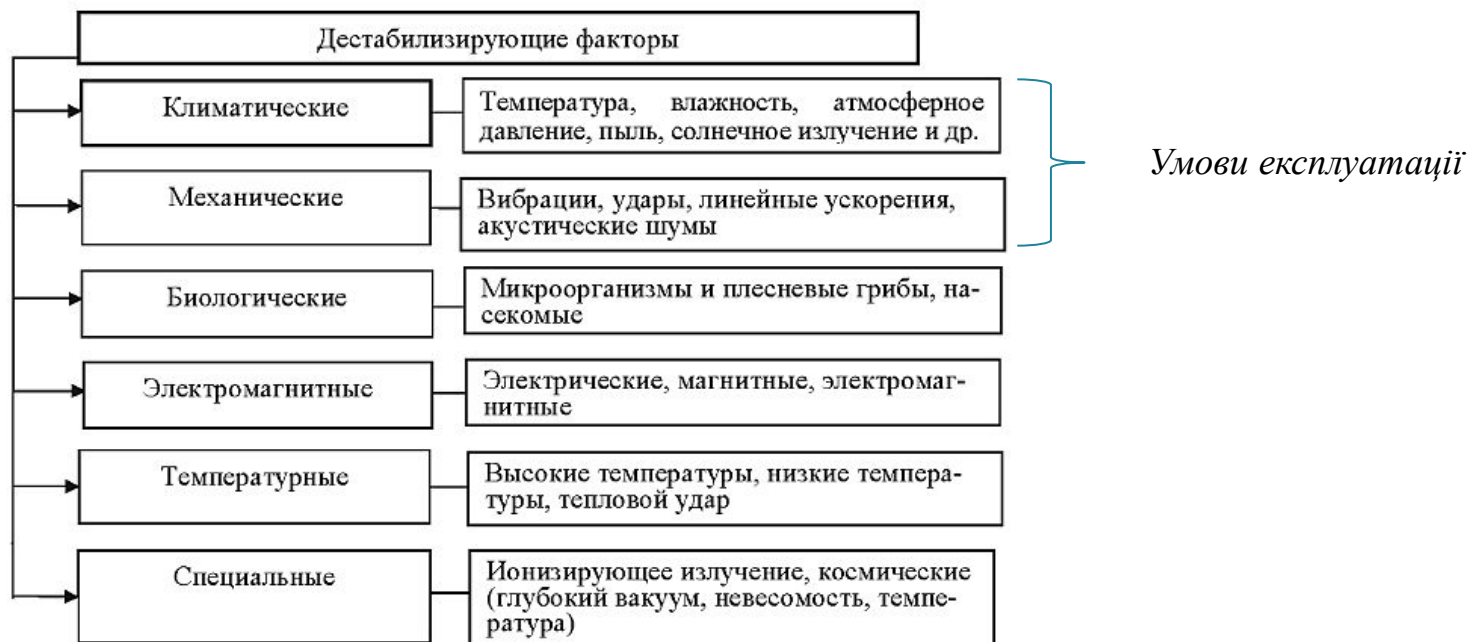 Дестабилизирующие факторы
Климатические
Температура, влажность, атмосферное
давление, пыль, солнечное излучение и др.
Умови експлуатації
Механические
Вибрации, удары, линейные ускорения,
акустические шумы
Биологические
Микроорганизмы и плесневые грибы, на-
секомые
Электромагнитные
Электрические, магнитные, электромаг-
нитные
Температурные
Высокие температуры, низкие темпера-
туры, тепловой удар
Специальные
Ионизирующее излучение, космические
(глубокий вакуум, невесомость, темпе-
ратура)